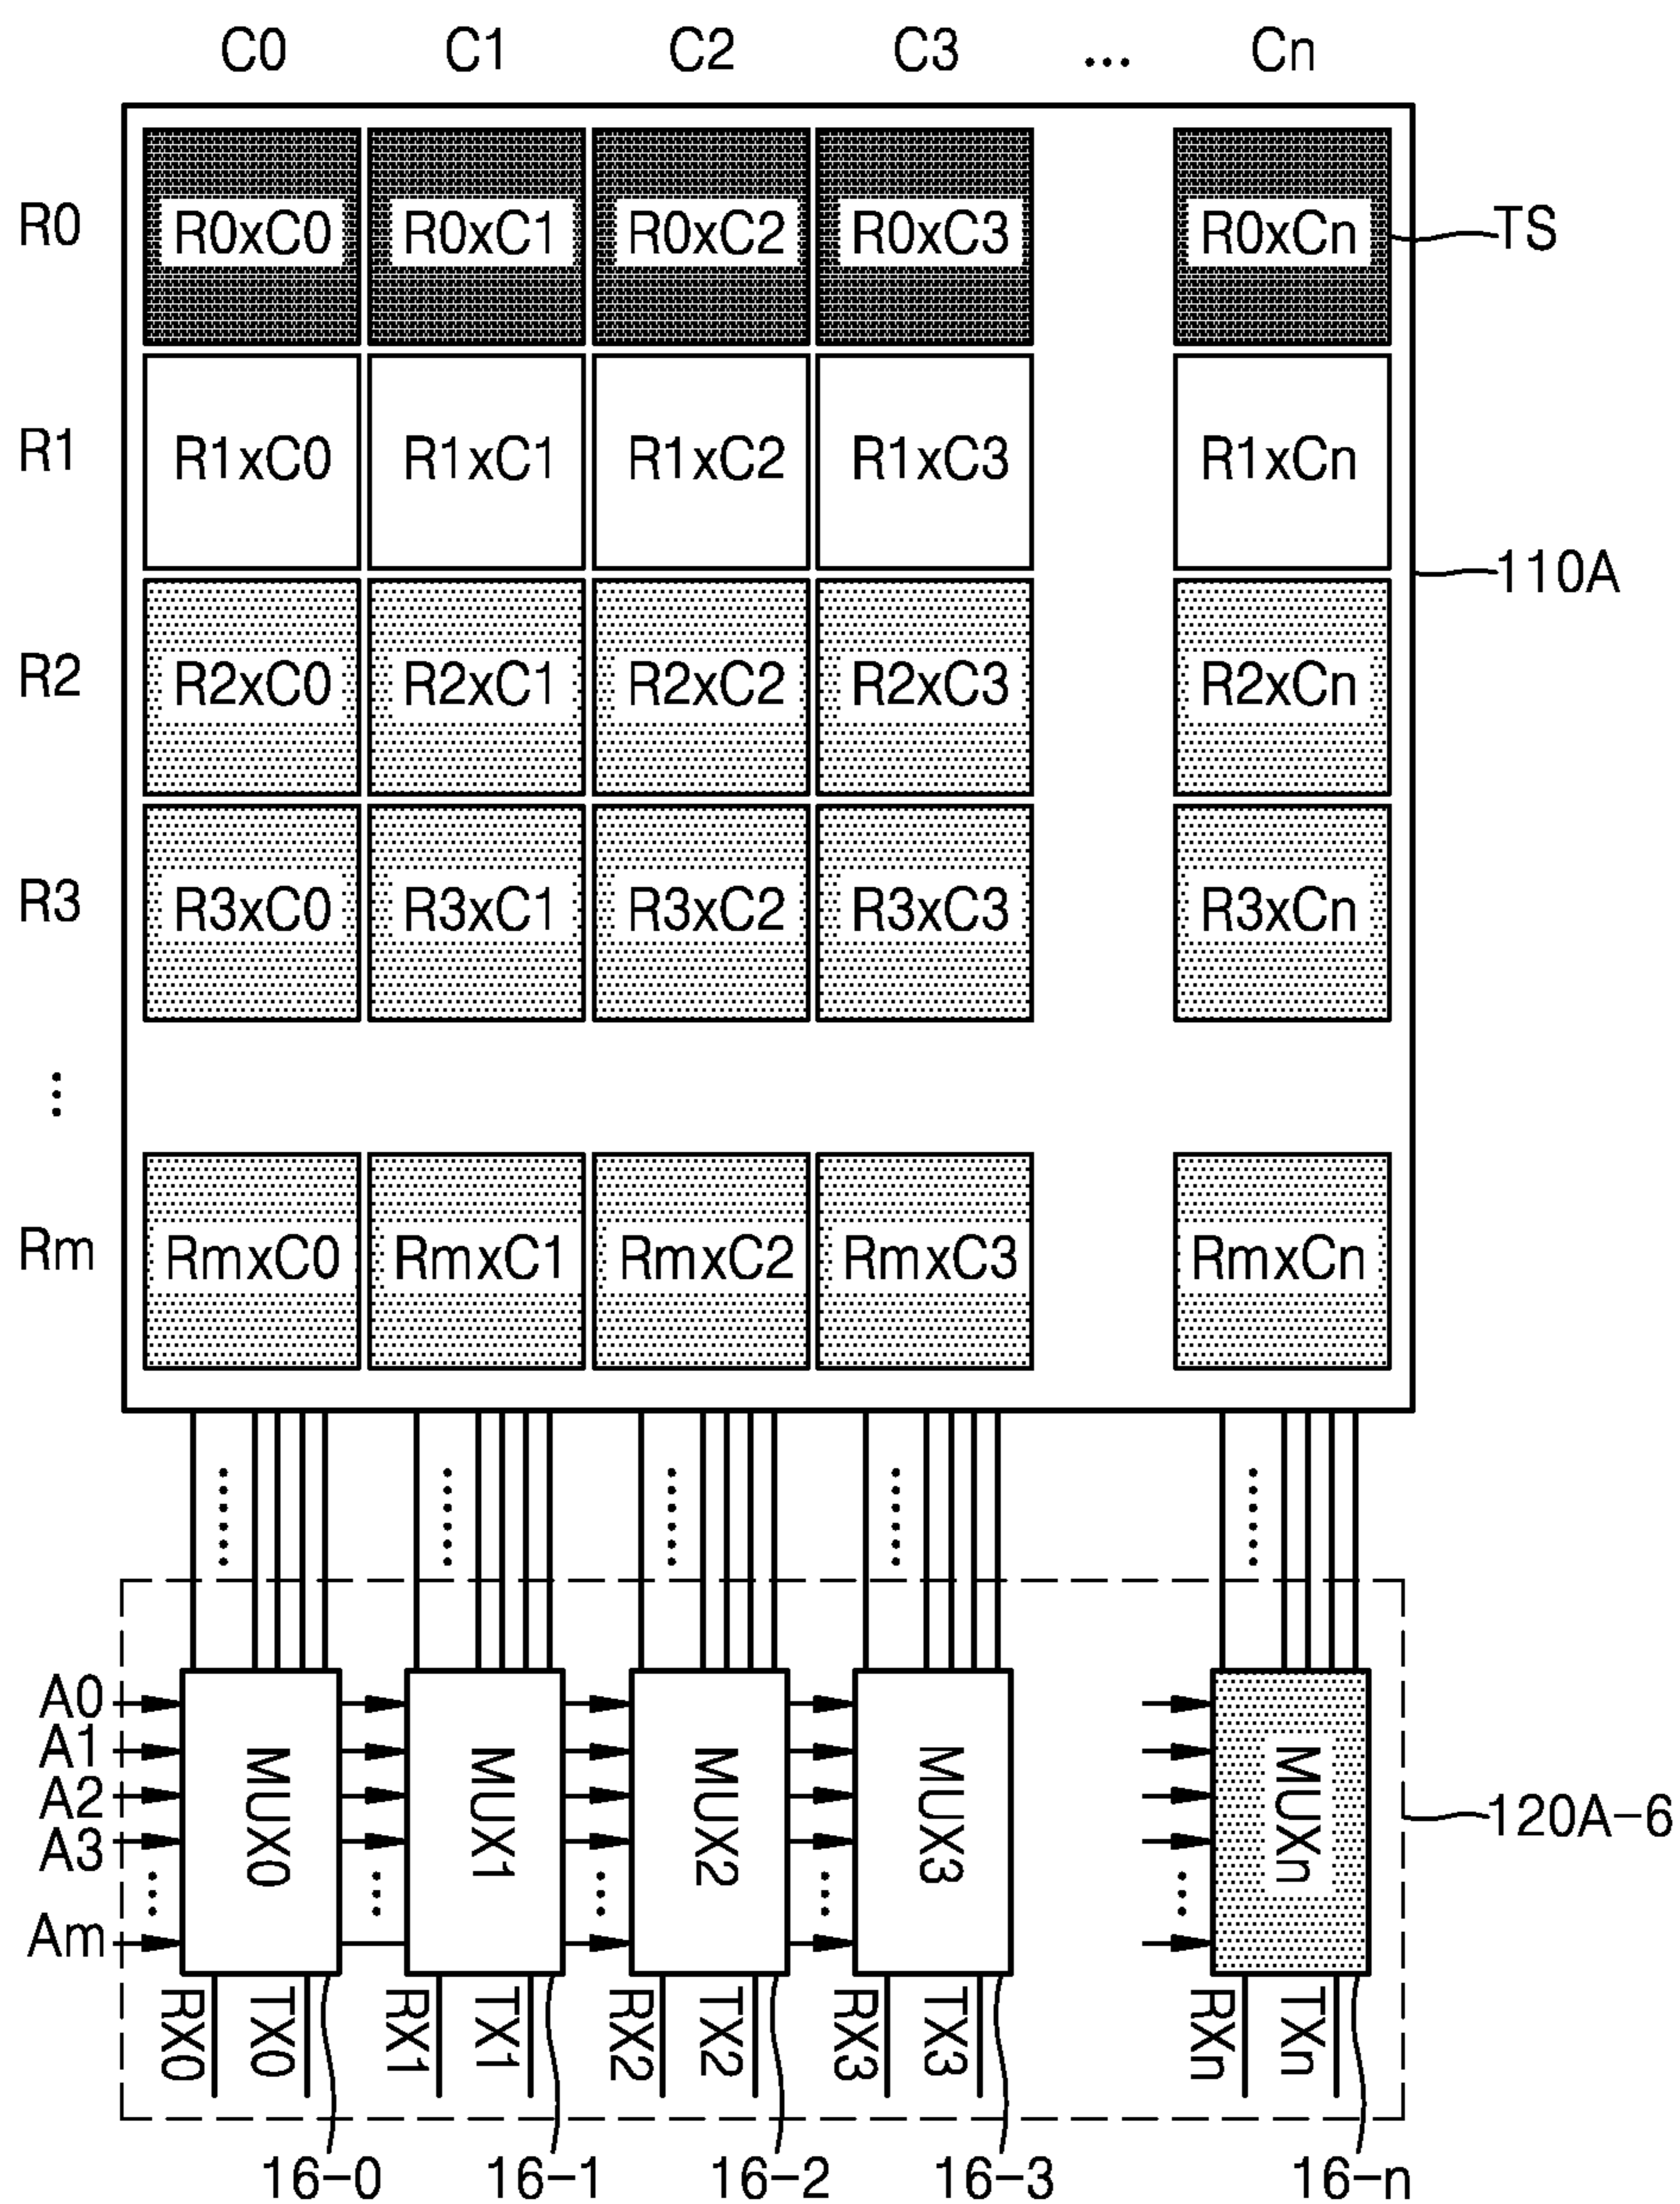 C0 C1 C2 C3 ... Cn
R0 R0xC0 R0xC1 R0xC2 R0xC3 R0xCn TS
R1 R1xC0 R1xC1 R1xC2 R1xC3 R1xCn
110A
R2 R2xC0 R2xC1 R2xC2 R2xC3 R2xCn
R3 R3xC0 R3xC1 R3xC2 R3xC3 R3xCn
Rm RmxC0 RmxC1 RmxC2 RmxC3 RmxCn
A0
A1
A2
A3
Am
MUX0 MUX1 MUX2 MUX3 MUXn
120A-6
RX0 TX0 RX1 TX1 RX2 TX2 RX3 TX3 RXn TXn
16-0 16-1 16-2 16-3 16-n